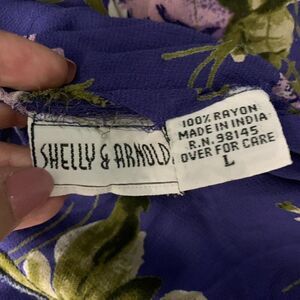 SHELLY & ARNOLD
100% RAYON
MADE IN INDIA
R.N. 98145
OVER FOR CARE
L